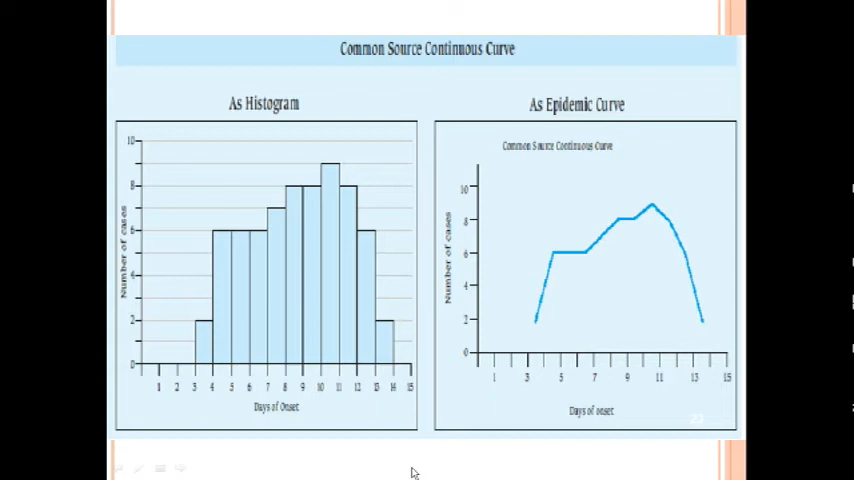 Common Source Continuous Curve
As Histogram
As Epidemic Curve
10
8
6
4
2
0
Number of cases
1 2 3 4 5 6 7 8 9 10 11 12 13 14 15
Days of Onset
Common Source Continuous Curve
10
8
6
4
2
0
Number of cases
1 3 5 7 9 11 13 15
Days of onset
23